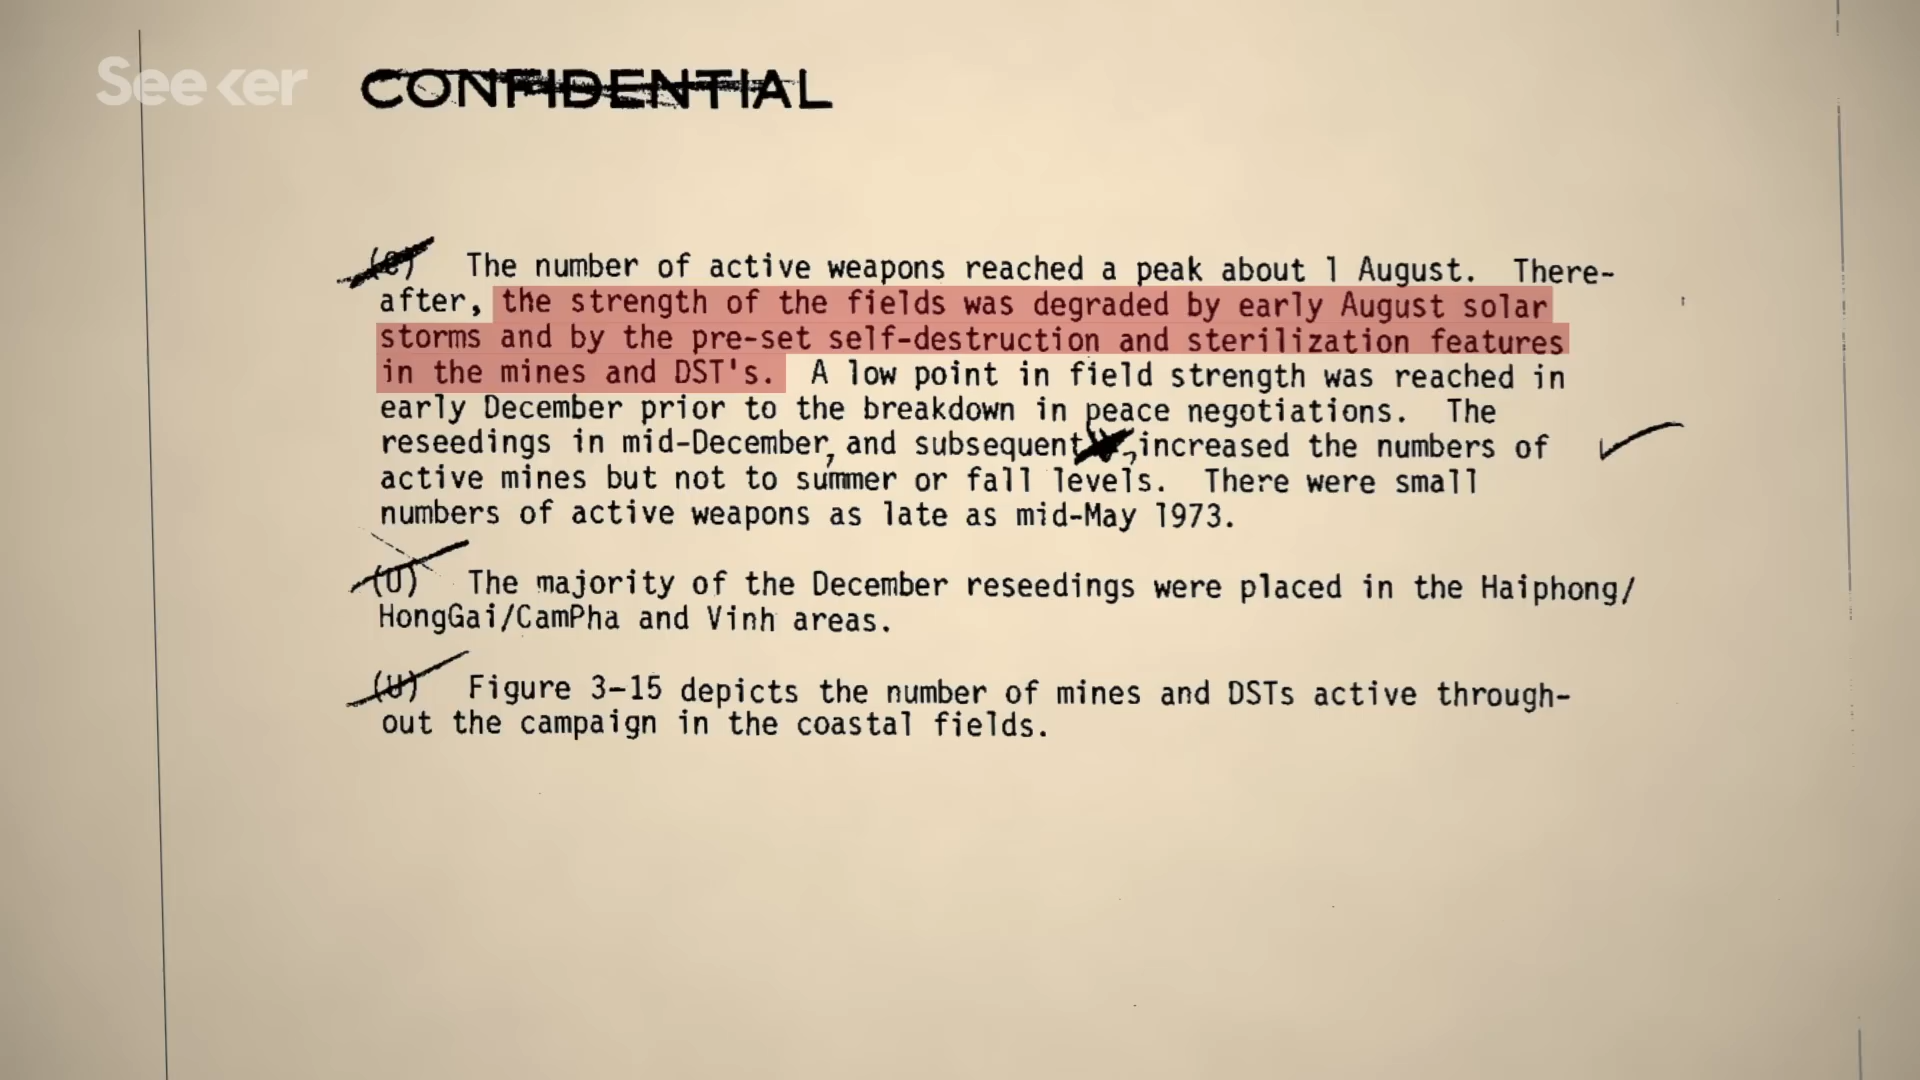 Seeker
CONFIDENTIAL
(C) The number of active weapons reached a peak about 1 August. There-
after, the strength of the fields was degraded by early August solar
storms and by the pre-set self-destruction and sterilization features
in the mines and DST's. A low point in field strength was reached in
early December prior to the breakdown in peace negotiations. The
reseedings in mid-December, and subsequent, increased the numbers of
active mines but not to summer or fall levels. There were small
numbers of active weapons as late as mid-May 1973.
(U) The majority of the December reseedings were placed in the Haiphong/
HongGai/CamPha and Vinh areas.
(U) Figure 3-15 depicts the number of mines and DSTs active through-
out the campaign in the coastal fields.